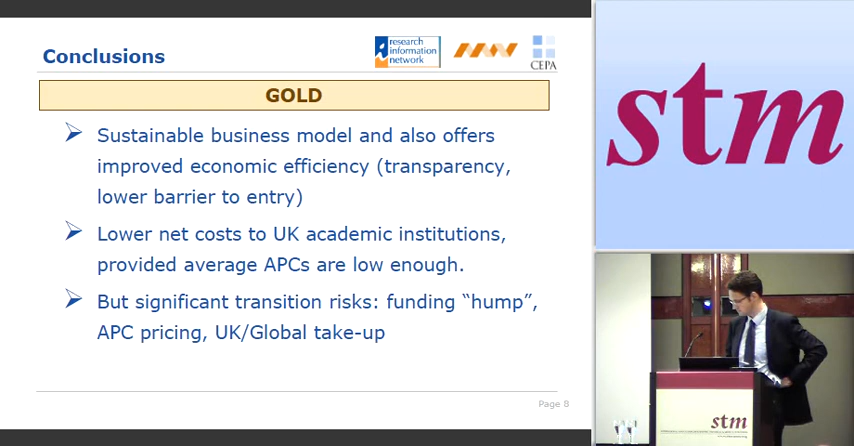 Conclusions
research
information
network
CEPA
GOLD
Sustainable business model and also offers
improved economic efficiency (transparency,
lower barrier to entry)
Lower net costs to UK academic institutions,
provided average APCs are low enough.
But significant transition risks: funding “hump”,
APC pricing, UK/Global take-up
Page 8
stm
stm